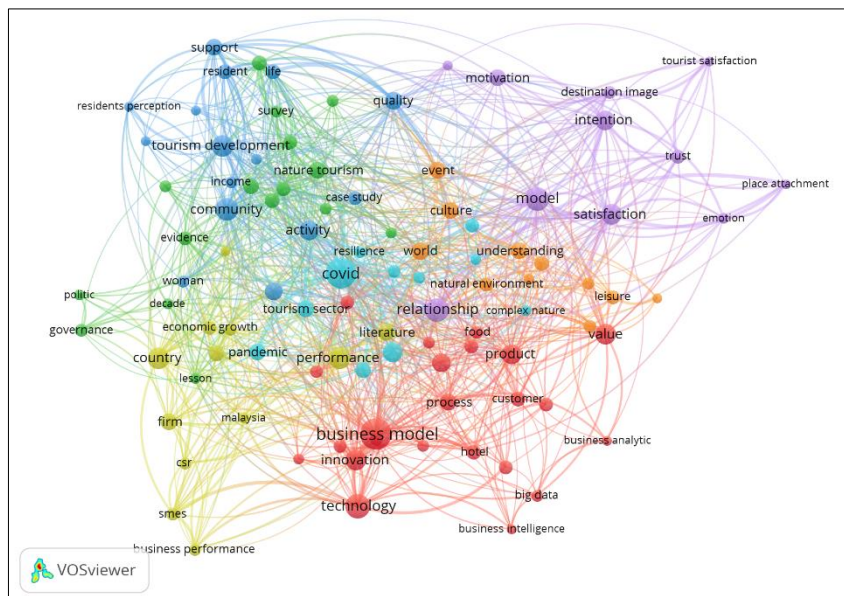 support
tourist satisfaction
resident
life
motivation
destination image
residents perception
quality
survey
intention
tourism development
trust
nature tourism
event
income
case study
model
place attachment
community
culture
satisfaction
emotion
activity
evidence
resilience
world
understanding
covid
woman
natural environment
politic
decade
tourism sector
relationship
complex nature
leisure
governance
economic growth
literature
food
value
country
pandemic
performance
product
lesson
process
customer
firm
malaysia
business model
business analytic
innovation
hotel
csr
big data
technology
smes
business intelligence
business performance
VOSviewer